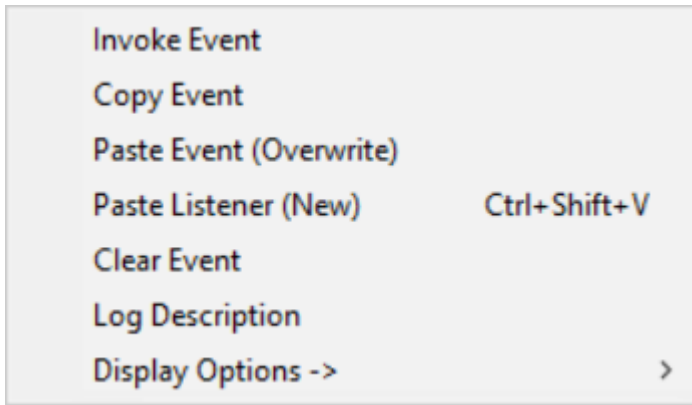 Invoke Event
Copy Event
Paste Event (Overwrite)
Paste Listener (New) Ctrl+Shift+V
Clear Event
Log Description
Display Options ->